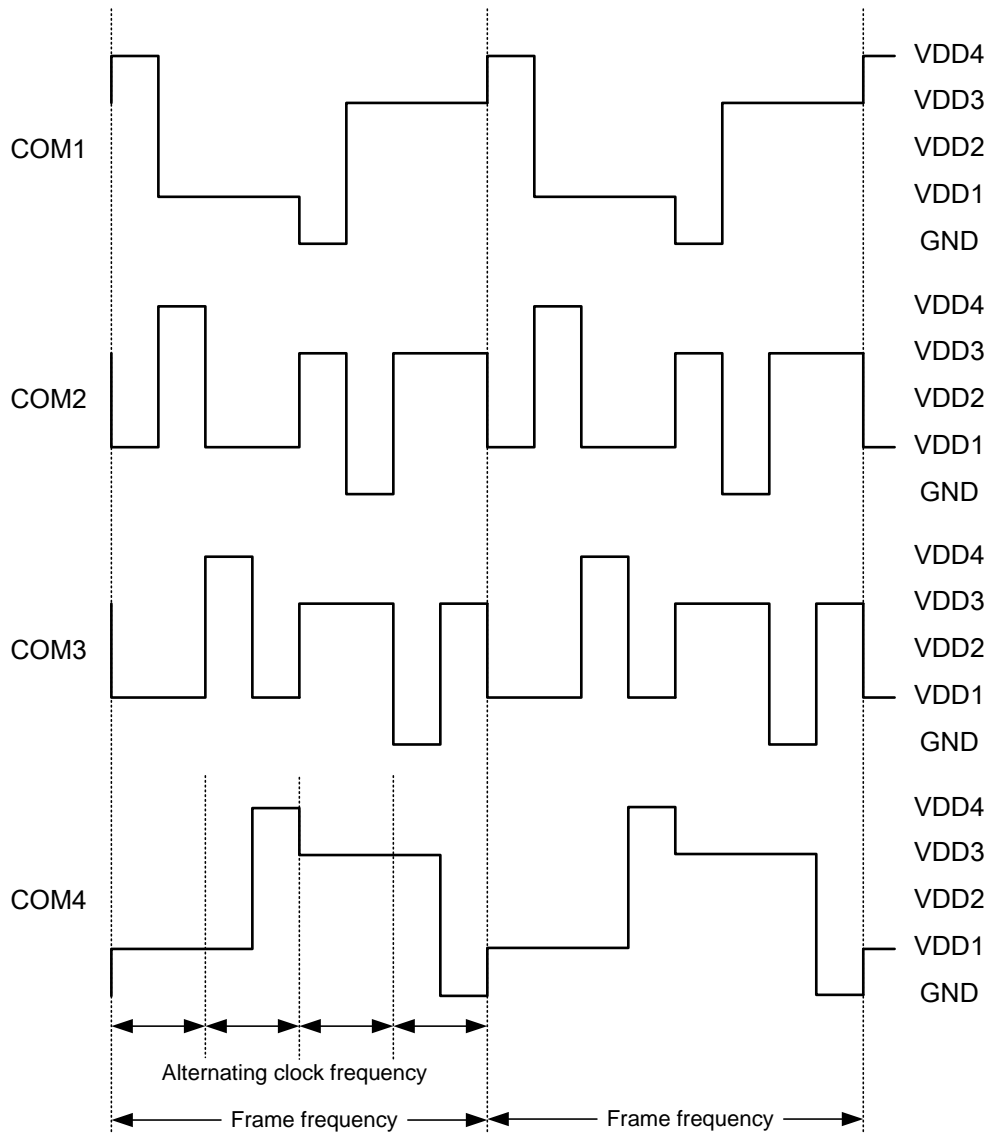 VDD4
VDD3
COM1
VDD2
VDD1
GND
VDD4
VDD3
COM2
VDD2
VDD1
GND
VDD4
VDD3
COM3
VDD2
VDD1
GND
VDD4
VDD3
COM4
VDD2
VDD1
GND
Alternating clock frequency
Frame frequency
Frame frequency